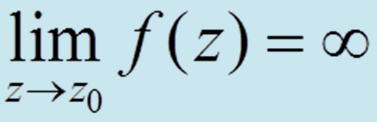 lim f(z) = ∞
z→z₀